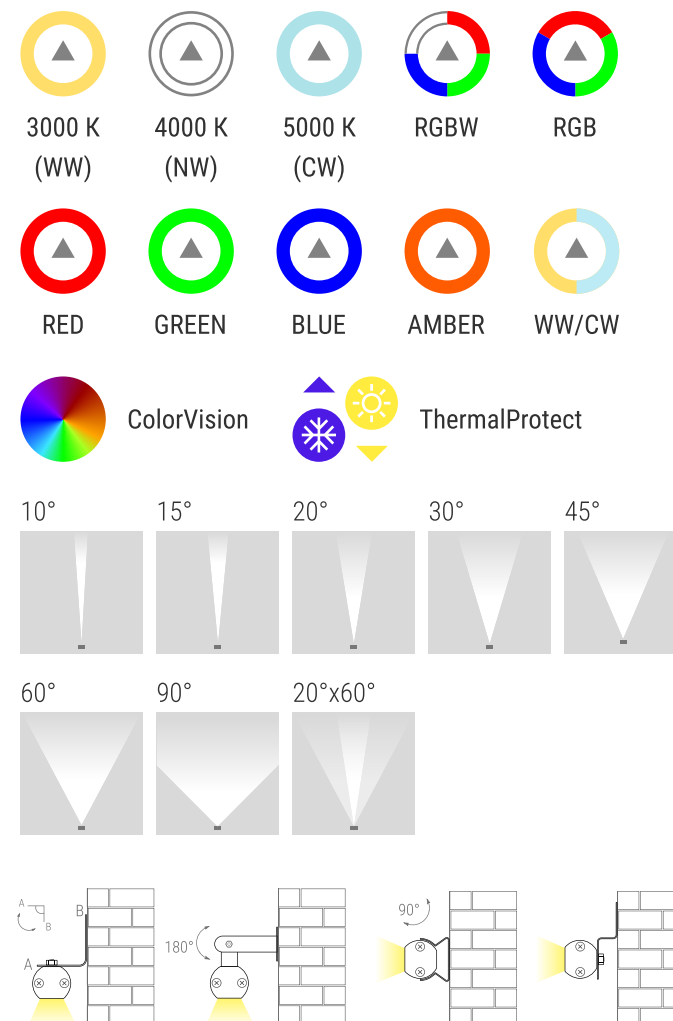 3000 K 4000 K 5000 K RGBW RGB
(WW) (NW) (CW)
RED GREEN BLUE AMBER WW/CW
ColorVision ThermalProtect
10° 15° 20° 30° 45°
60° 90° 20°x60°
A
B
B
A
180°
90°